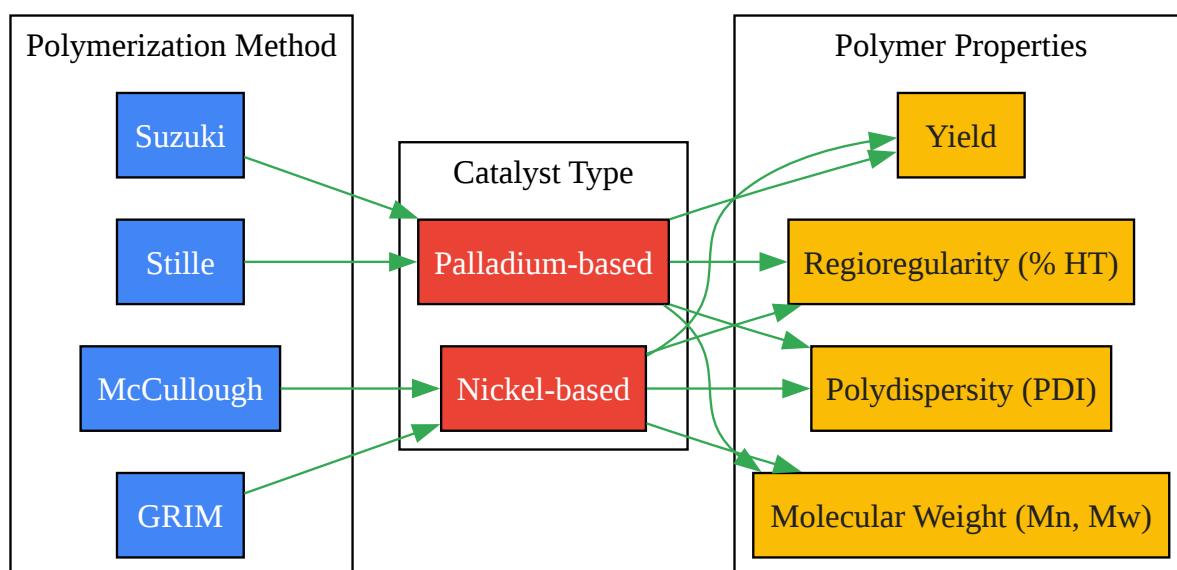 Polymerization Method
Suzuki
Stille
McCullough
GRIM
Catalyst Type
Palladium-based
Nickel-based
Polymer Properties
Yield
Regioregularity (% HT)
Polydispersity (PDI)
Molecular Weight (Mn, Mw)